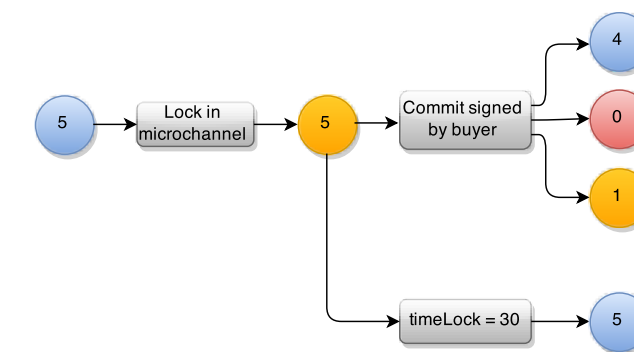 4
5
Lock in
microchannel
5
Commit signed
by buyer
0
1
timeLock = 30
5